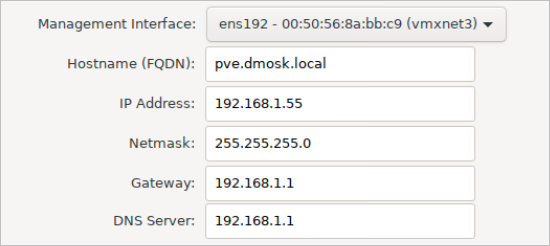 Management Interface: ens192 - 00:50:56:8a:bb:c9 (vmxnet3)
Hostname (FQDN): pve.dmosk.local
IP Address: 192.168.1.55
Netmask: 255.255.255.0
Gateway: 192.168.1.1
DNS Server: 192.168.1.1